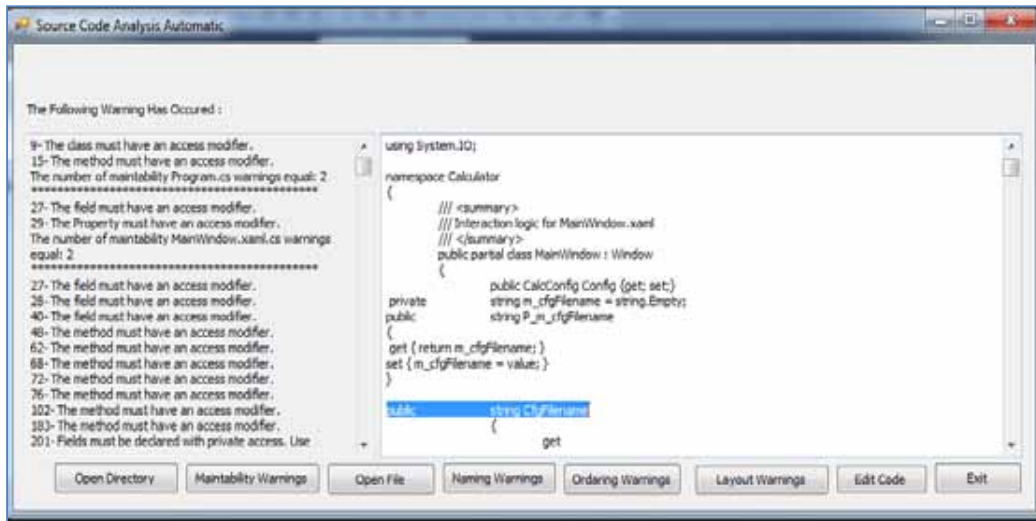 Source Code Analysis Automatic
The Following Warning Has Occured :
9- The class must have an access modifier.
15- The method must have an access modifier.
The number of maintability Program.cs warnings equal: 2
************************************************
27- The field must have an access modifier.
29- The Property must have an access modifier.
The number of maintability MainWindow.xaml.cs warnings
equal: 2
************************************************
27- The field must have an access modifier.
28- The field must have an access modifier.
40- The field must have an access modifier.
48- The method must have an access modifier.
62- The method must have an access modifier.
68- The method must have an access modifier.
72- The method must have an access modifier.
76- The method must have an access modifier.
102- The method must have an access modifier.
183- The method must have an access modifier.
201- Fields must be declared with private access. Use
using System.IO;
namespace Calculator
{
/// <summary>
/// Interaction logic for MainWindow.xaml
/// </summary>
public partial class MainWindow : Window
{
public CalcConfig Config {get; set;}
private string m_cfgFilename = string.Empty;
public string P_m_cfgFilename
{
get { return m_cfgFilename; }
set { m_cfgFilename = value; }
}
public string CfgFilename
{
get
Open Directory
Maintability Warnings
Open File
Naming Warnings
Ordaring Warnings
Layout Warnings
Edit Code
Exit